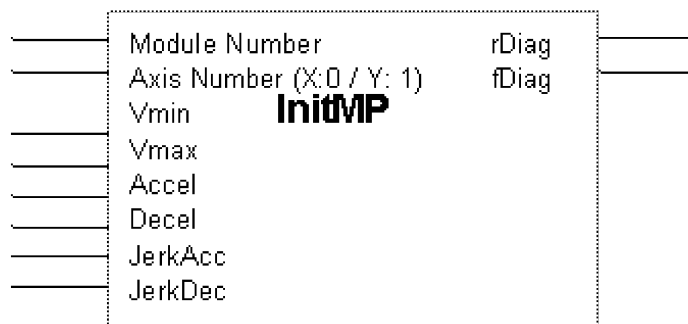 Module Number rDiag
Axis Number (X:0 / Y: 1) fDiag
Vmin InitMP
Vmax
Accel
Decel
JerkAcc
JerkDec